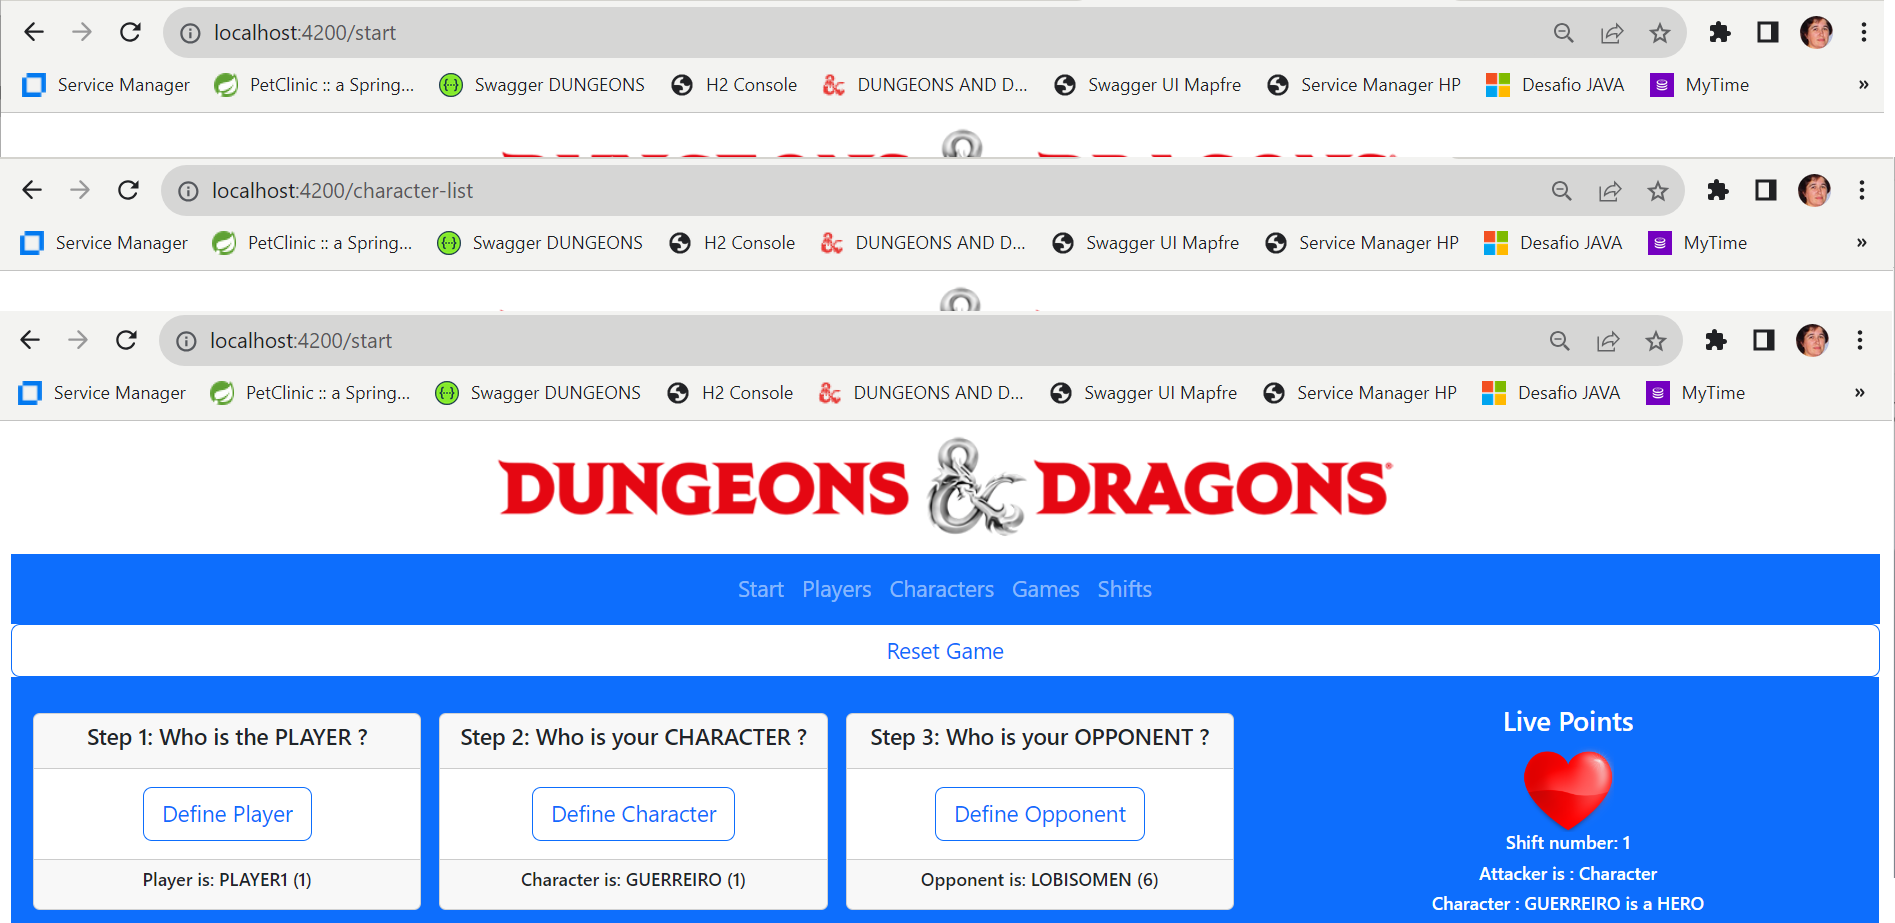 localhost:4200/start
Service Manager PetClinic :: a Spring... Swagger DUNGEONS H2 Console DUNGEONS AND D... Swagger UI Mapfre Service Manager HP Desafio JAVA MyTime »
DUNGEONS & DRAGONS
localhost:4200/character-list
Service Manager PetClinic :: a Spring... Swagger DUNGEONS H2 Console DUNGEONS AND D... Swagger UI Mapfre Service Manager HP Desafio JAVA MyTime »
localhost:4200/start
Service Manager PetClinic :: a Spring... Swagger DUNGEONS H2 Console DUNGEONS AND D... Swagger UI Mapfre Service Manager HP Desafio JAVA MyTime »
DUNGEONS & DRAGONS®
Start Players Characters Games Shifts
Reset Game
Step 1: Who is the PLAYER ?
Define Player
Player is: PLAYER1 (1)
Step 2: Who is your CHARACTER ?
Define Character
Character is: GUERREIRO (1)
Step 3: Who is your OPPONENT ?
Define Opponent
Opponent is: LOBISOMEN (6)
Live Points
Shift number: 1
Attacker is : Character
Character : GUERREIRO is a HERO